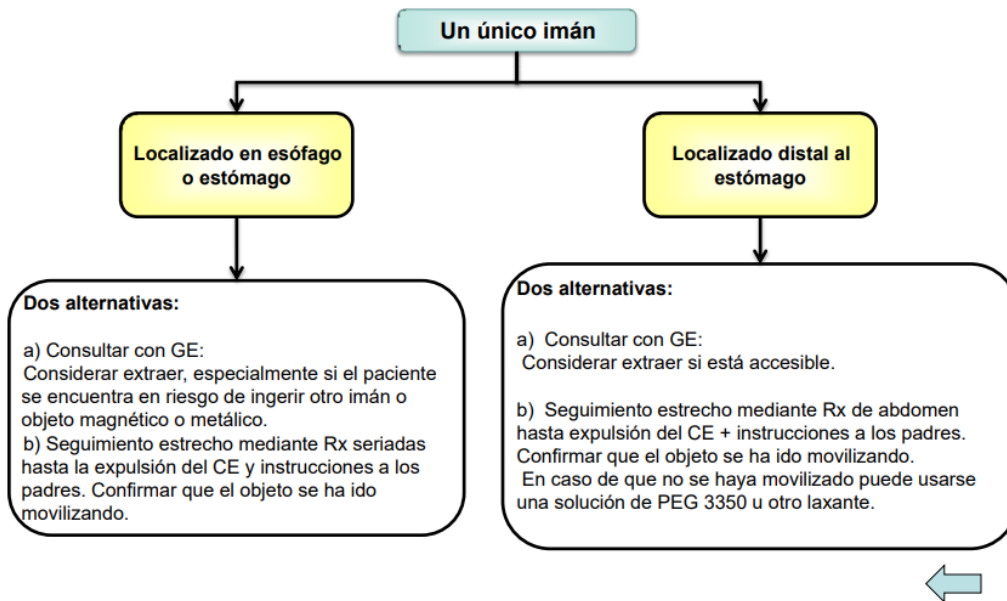 Un único imán
Localizado en esófago
o estómago
Localizado distal al
estómago
Dos alternativas:
a) Consultar con GE:
Considerar extraer, especialmente si el paciente
se encuentra en riesgo de ingerir otro imán o
objeto magnético o metálico.
b) Seguimiento estrecho mediante Rx seriadas
hasta la expulsión del CE y instrucciones a los
padres. Confirmar que el objeto se ha ido
movilizando.
Dos alternativas:
a) Consultar con GE:
Considerar extraer si está accesible.
b) Seguimiento estrecho mediante Rx de abdomen
hasta expulsión del CE + instrucciones a los padres.
Confirmar que el objeto se ha ido movilizando.
En caso de que no se haya movilizado puede usarse
una solución de PEG 3350 u otro laxante.